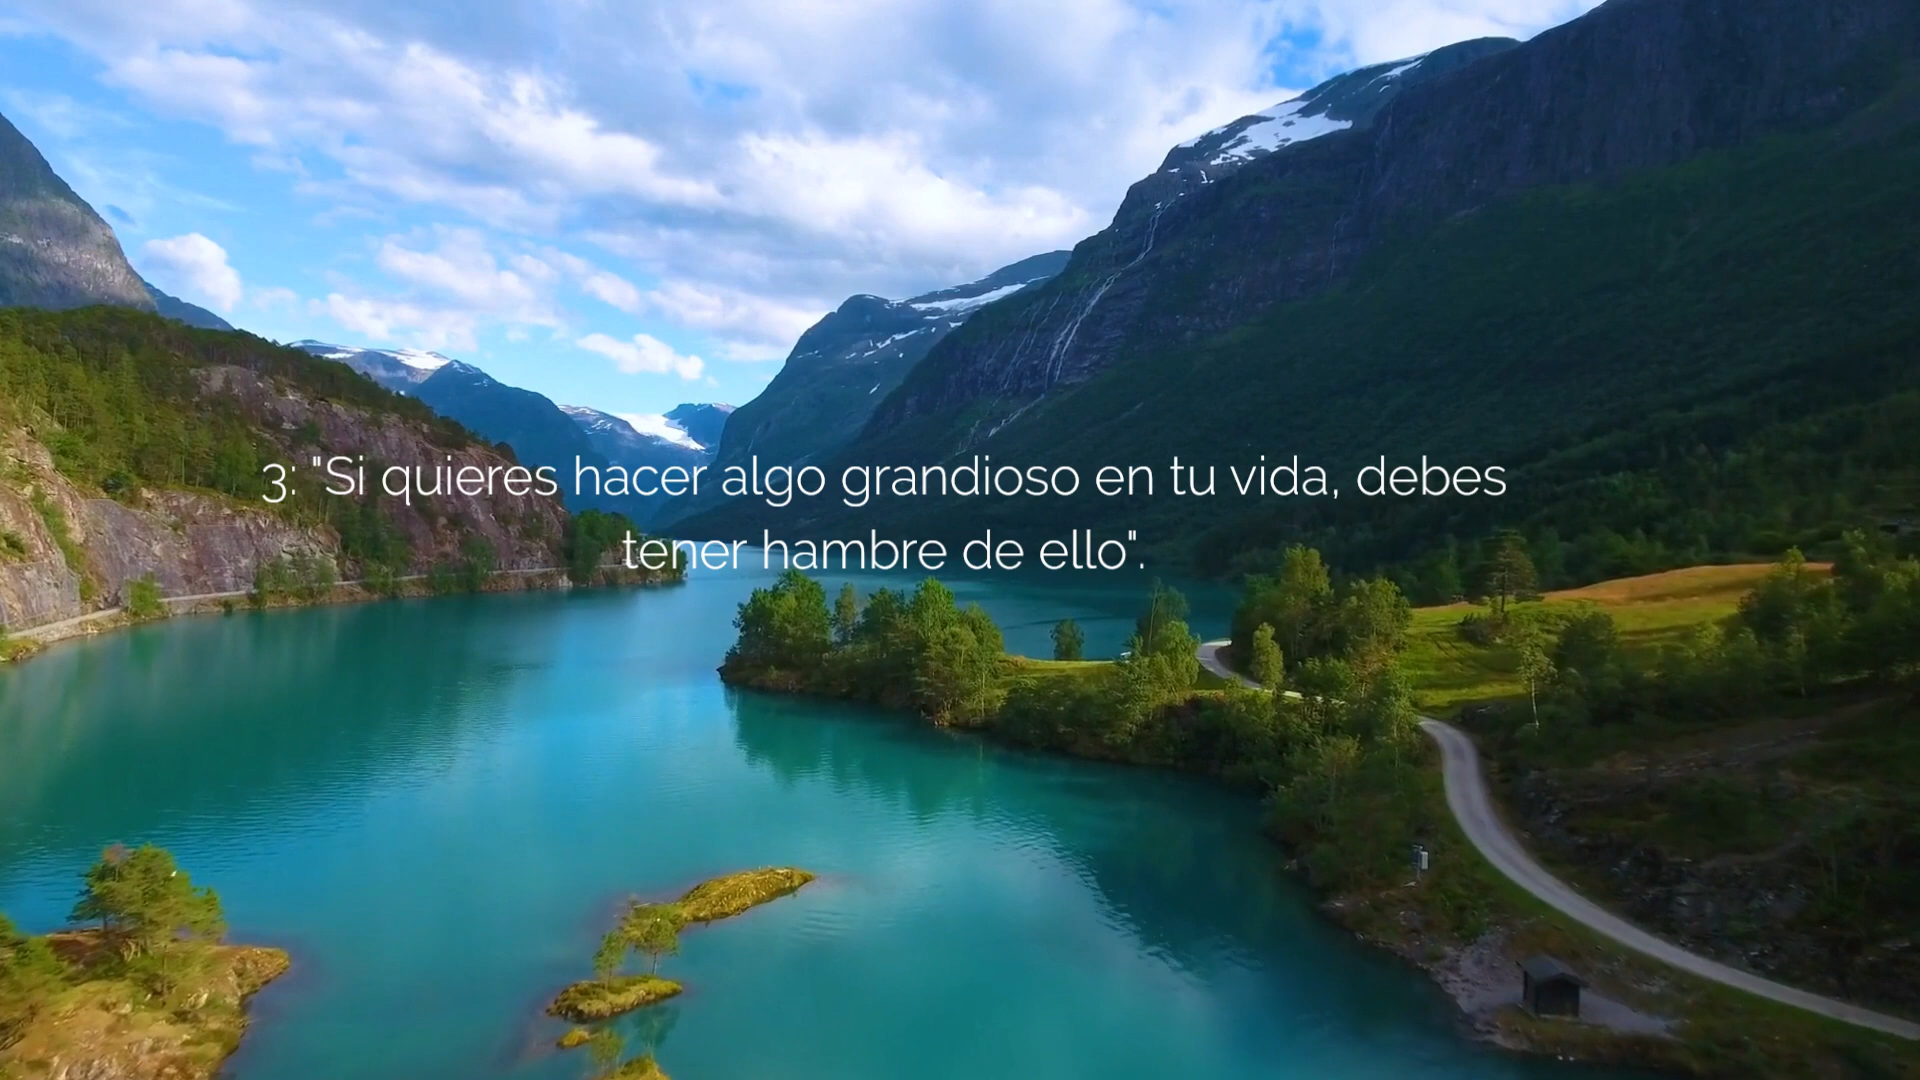 3: "Si quieres hacer algo grandioso en tu vida, debes
tener hambre de ello".